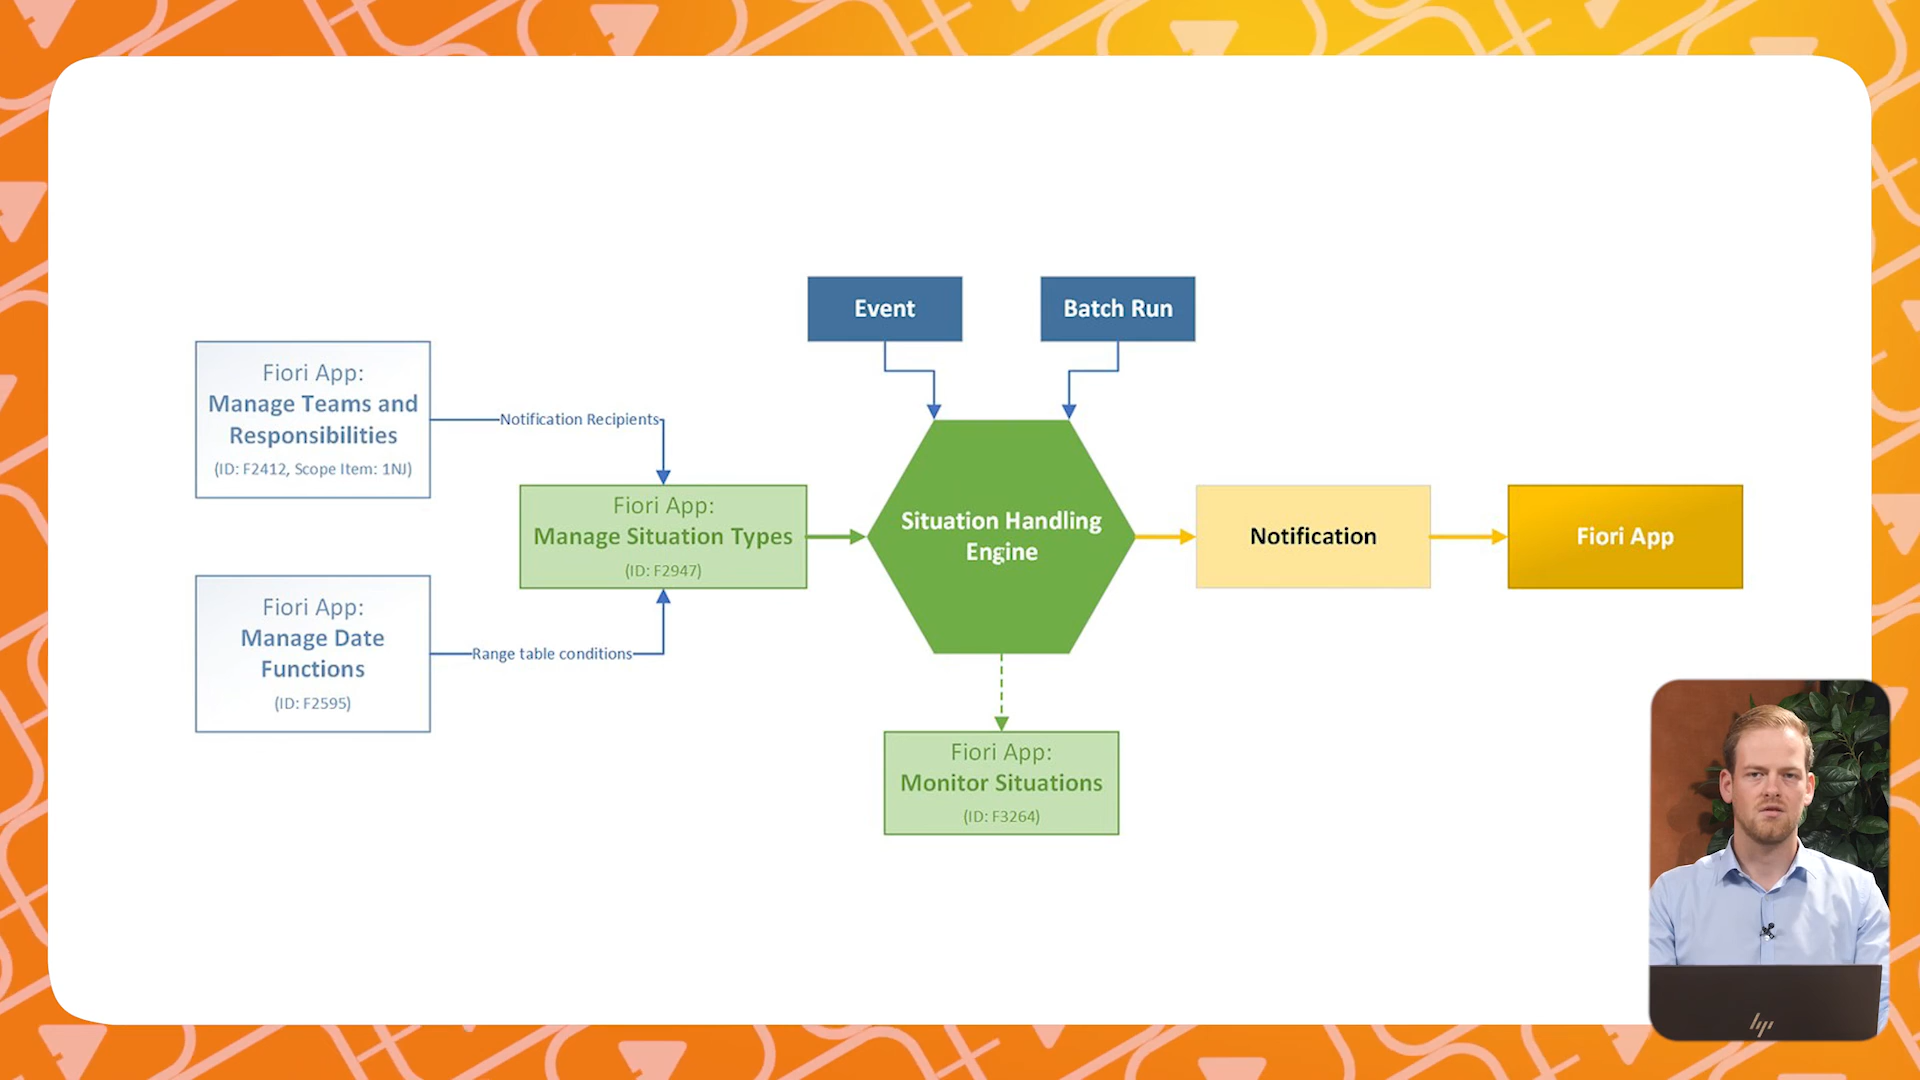 Event
Batch Run
Fiori App:
Manage Teams and
Responsibilities
(ID: F2412, Scope Item: 1NJ)
Notification Recipients
Fiori App:
Manage Situation Types
(ID: F2947)
Situation Handling
Engine
Notification
Fiori App
Fiori App:
Manage Date
Functions
(ID: F2595)
Range table conditions
Fiori App:
Monitor Situations
(ID: F3264)
hp